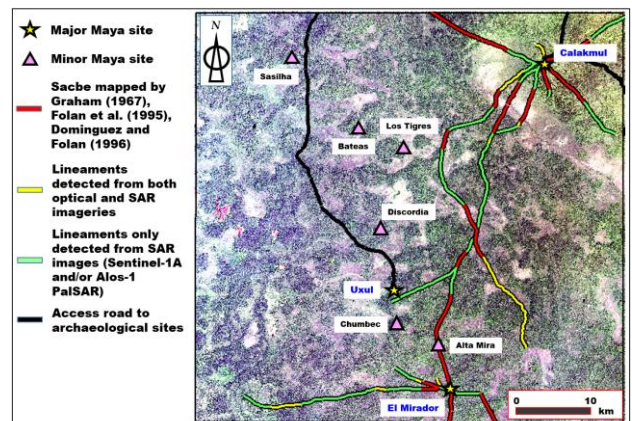 Major Maya site
Minor Maya site
Sacbe mapped by
Graham (1967),
Folan et al. (1995),
Dominguez and
Folan (1996)
Lineaments
detected from both
optical and SAR
imageries
Lineaments only
detected from SAR
images (Sentinel-1A
and/or Alos-1
PalSAR)
Access road to
archaeological sites
N
Calakmul
Sasilha
Los Tigres
Bateas
Discordia
Uxul
Chumbec
Alta Mira
El Mirador
0 10
km